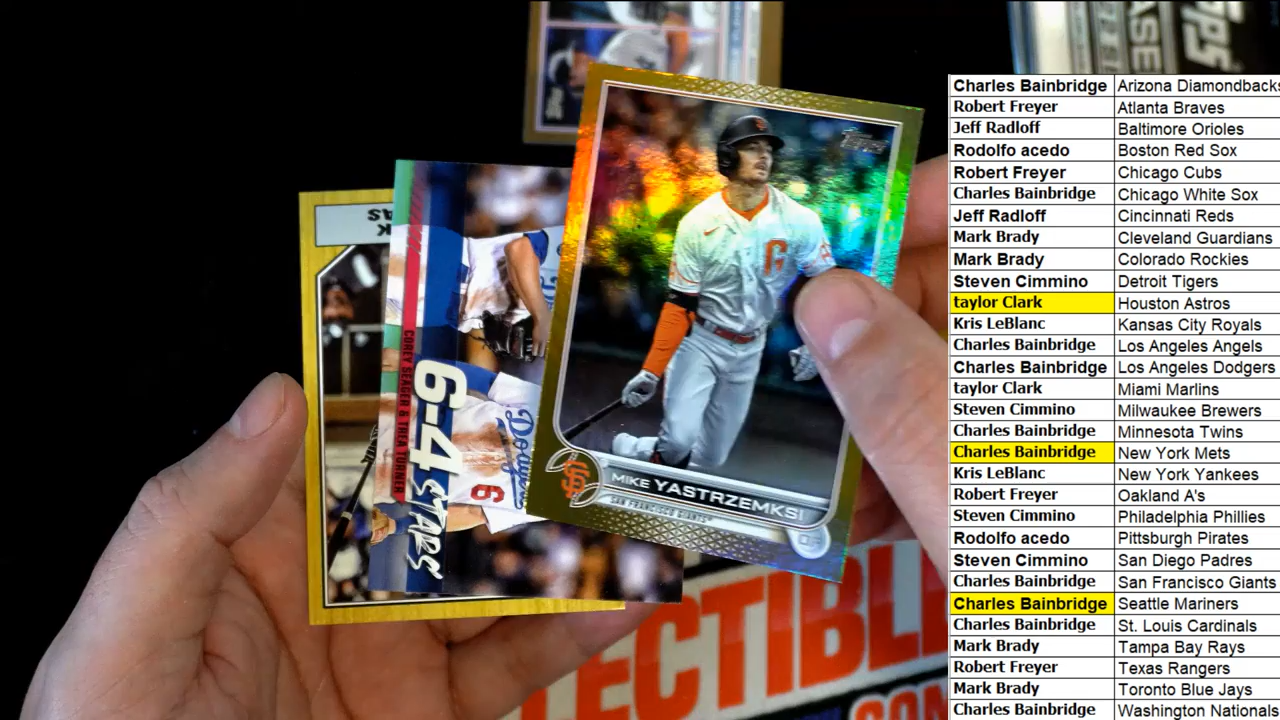 Topps
MIKE YASTRZEMSKI
SAN FRANCISCO GIANTS
OF
G
6-4 STARS
COREY SEAGER & TREA TURNER
Dodgers
6
ECTIBLE
Charles Bainbridge Arizona Diamondbacks
Robert Freyer Atlanta Braves
Jeff Radloff Baltimore Orioles
Rodolfo acedo Boston Red Sox
Robert Freyer Chicago Cubs
Charles Bainbridge Chicago White Sox
Jeff Radloff Cincinnati Reds
Mark Brady Cleveland Guardians
Mark Brady Colorado Rockies
Steven Cimmino Detroit Tigers
taylor Clark Houston Astros
Kris LeBlanc Kansas City Royals
Charles Bainbridge Los Angeles Angels
Charles Bainbridge Los Angeles Dodgers
taylor Clark Miami Marlins
Steven Cimmino Milwaukee Brewers
Charles Bainbridge Minnesota Twins
Charles Bainbridge New York Mets
Kris LeBlanc New York Yankees
Robert Freyer Oakland A's
Steven Cimmino Philadelphia Phillies
Rodolfo acedo Pittsburgh Pirates
Steven Cimmino San Diego Padres
Charles Bainbridge San Francisco Giants
Charles Bainbridge Seattle Mariners
Charles Bainbridge St. Louis Cardinals
Mark Brady Tampa Bay Rays
Robert Freyer Texas Rangers
Mark Brady Toronto Blue Jays
Charles Bainbridge Washington Nationals